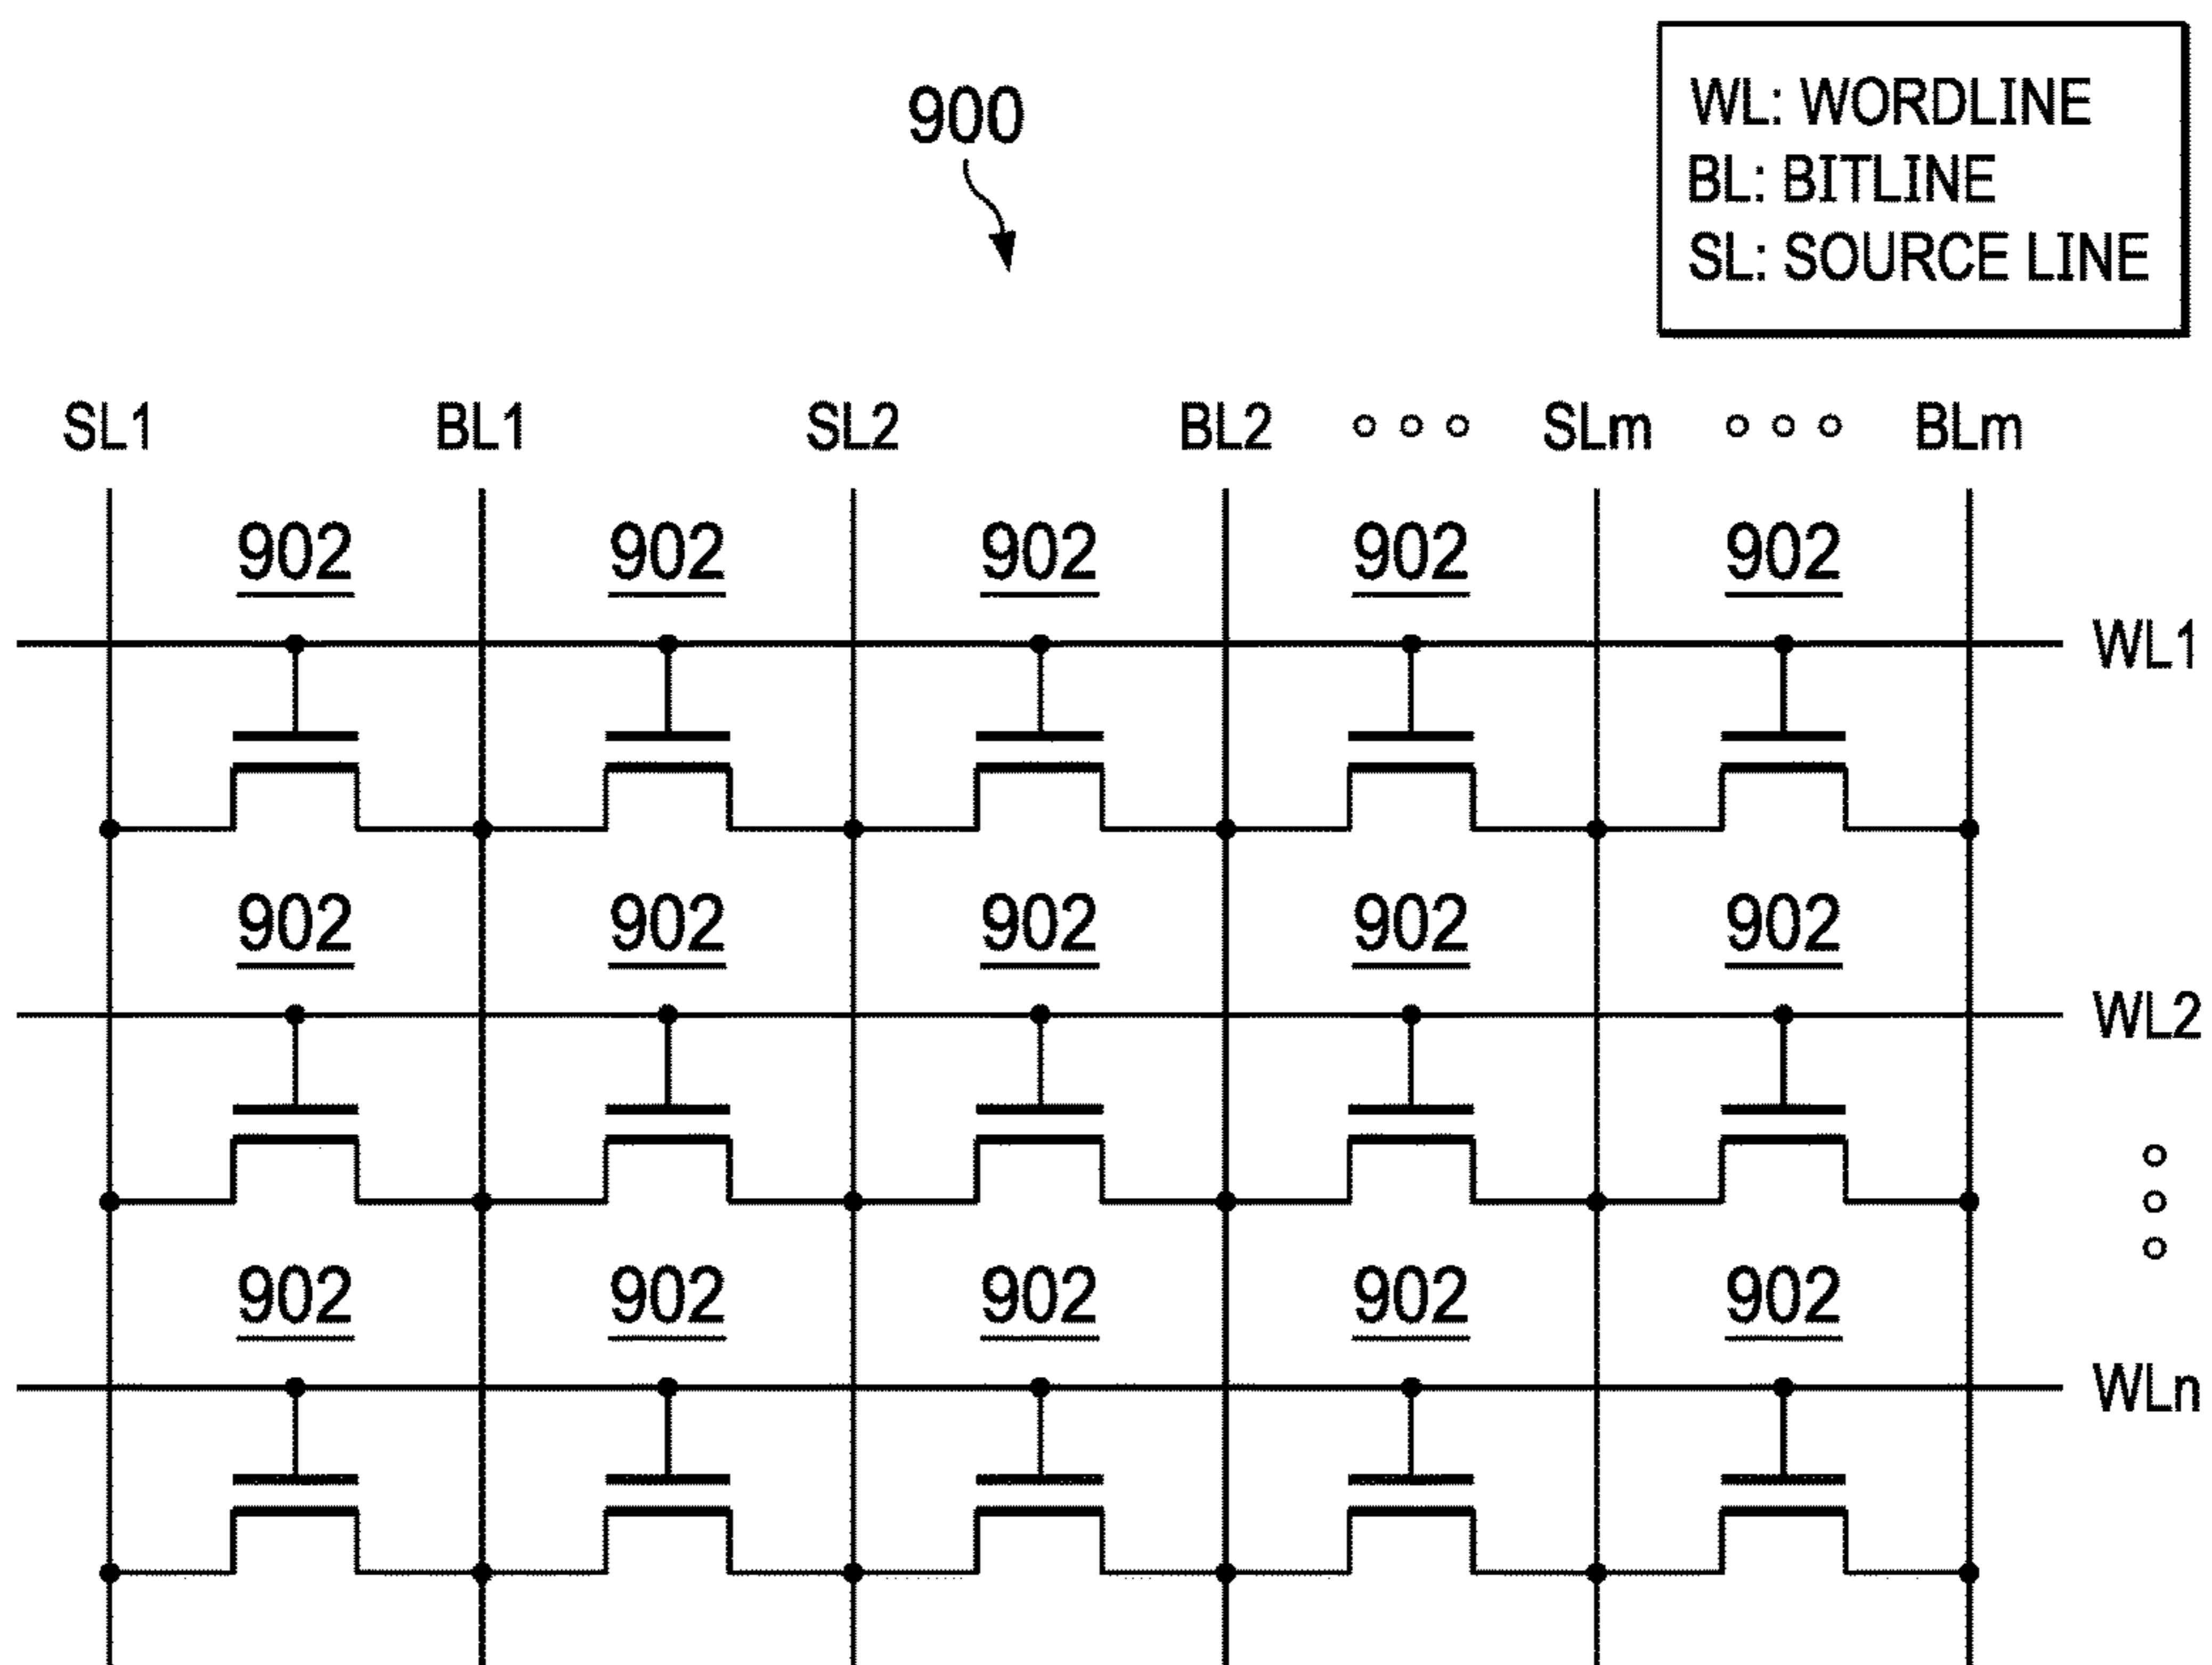 900
WL: WORDLINE
BL: BITLINE
SL: SOURCE LINE
SL1 BL1 SL2 BL2 SLm BLm
902 902 902 902 902
WL1
902 902 902 902 902
WL2
902 902 902 902 902
WLn